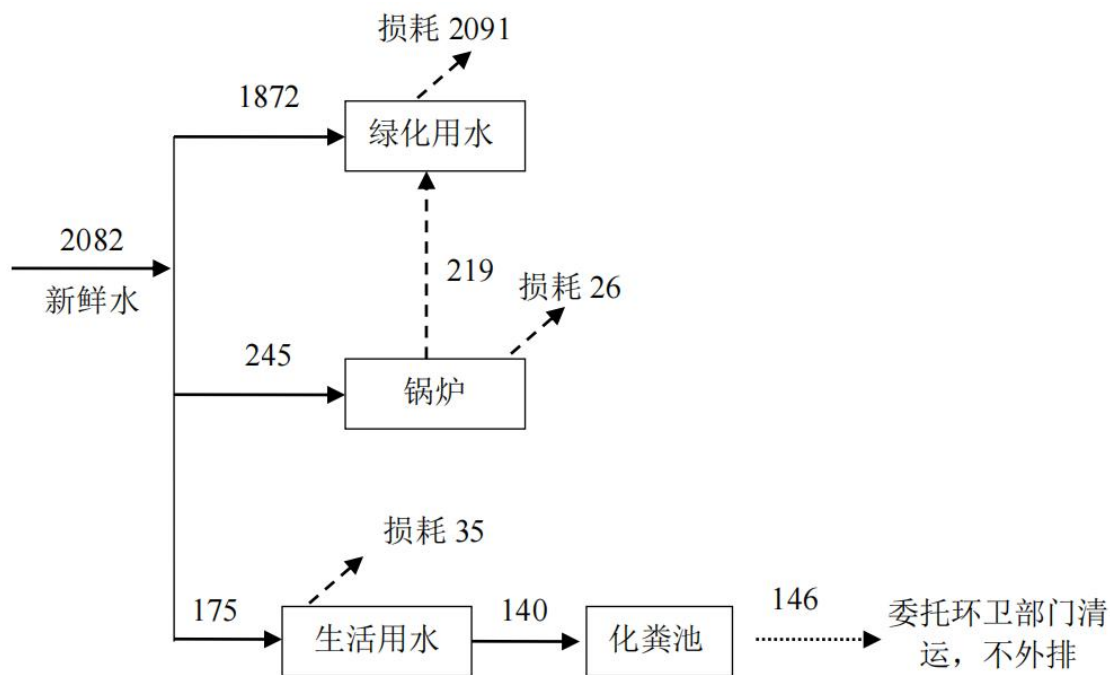 损耗 2091
1872
绿化用水
2082
新鲜水
219
损耗 26
245
锅炉
损耗 35
175
生活用水
140
化粪池
146
委托环卫部门清
运，不外排